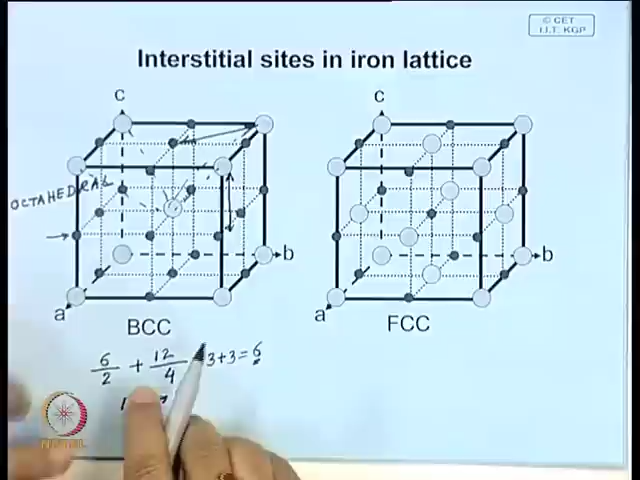 © CET
I.I.T. KGP
Interstitial sites in iron lattice
c
c
OCTAHEDRAL
b
b
a
a
BCC
FCC
6/2 + 12/4 3+3=6